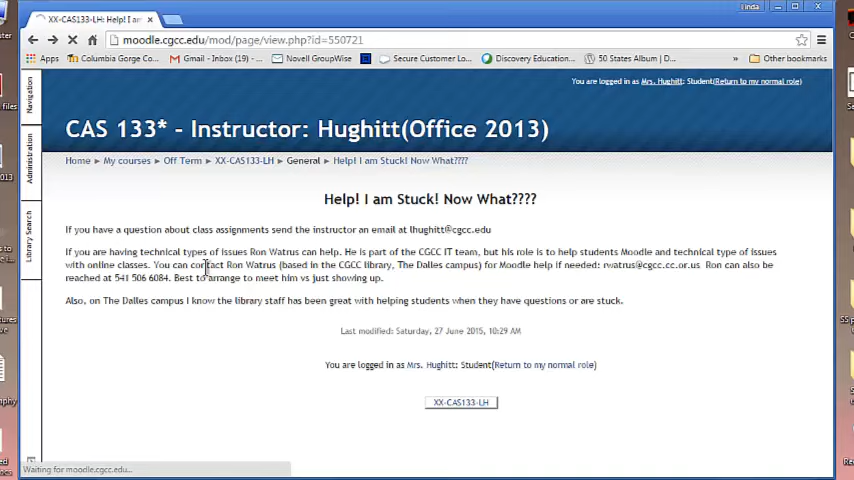 Linda
XX-CAS133-LH: Help! I am
moodle.cgcc.edu/mod/page/view.php?id=550721
Apps Columbia Gorge Co... Gmail - Inbox (19) -... Novell GroupWise Secure Customer Lo... Discovery Education... 50 States Album | D... » Other bookmarks
You are logged in as Mrs. Hughitt: Student(Return to my normal role)
Navigation
Administration
Library Search
CAS 133* - Instructor: Hughitt(Office 2013)
Home ► My courses ► Off Term ► XX-CAS133-LH ► General ► Help! I am Stuck! Now What????
Help! I am Stuck! Now What????
If you have a question about class assignments send the instructor an email at lhughitt@cgcc.edu
If you are having technical types of issues Ron Watrus can help. He is part of the CGCC IT team, but his role is to help students Moodle and technical type of issues
with online classes. You can contact Ron Watrus (based in the CGCC library, The Dalles campus) for Moodle help if needed: rwatrus@cgcc.cc.or.us Ron can also be
reached at 541 506 6084. Best to arrange to meet him vs just showing up.
Also, on The Dalles campus I know the library staff has been great with helping students when they have questions or are stuck.
Last modified: Saturday, 27 June 2015, 10:29 AM
You are logged in as Mrs. Hughitt: Student(Return to my normal role)
XX-CAS133-LH
Waiting for moodle.cgcc.edu...